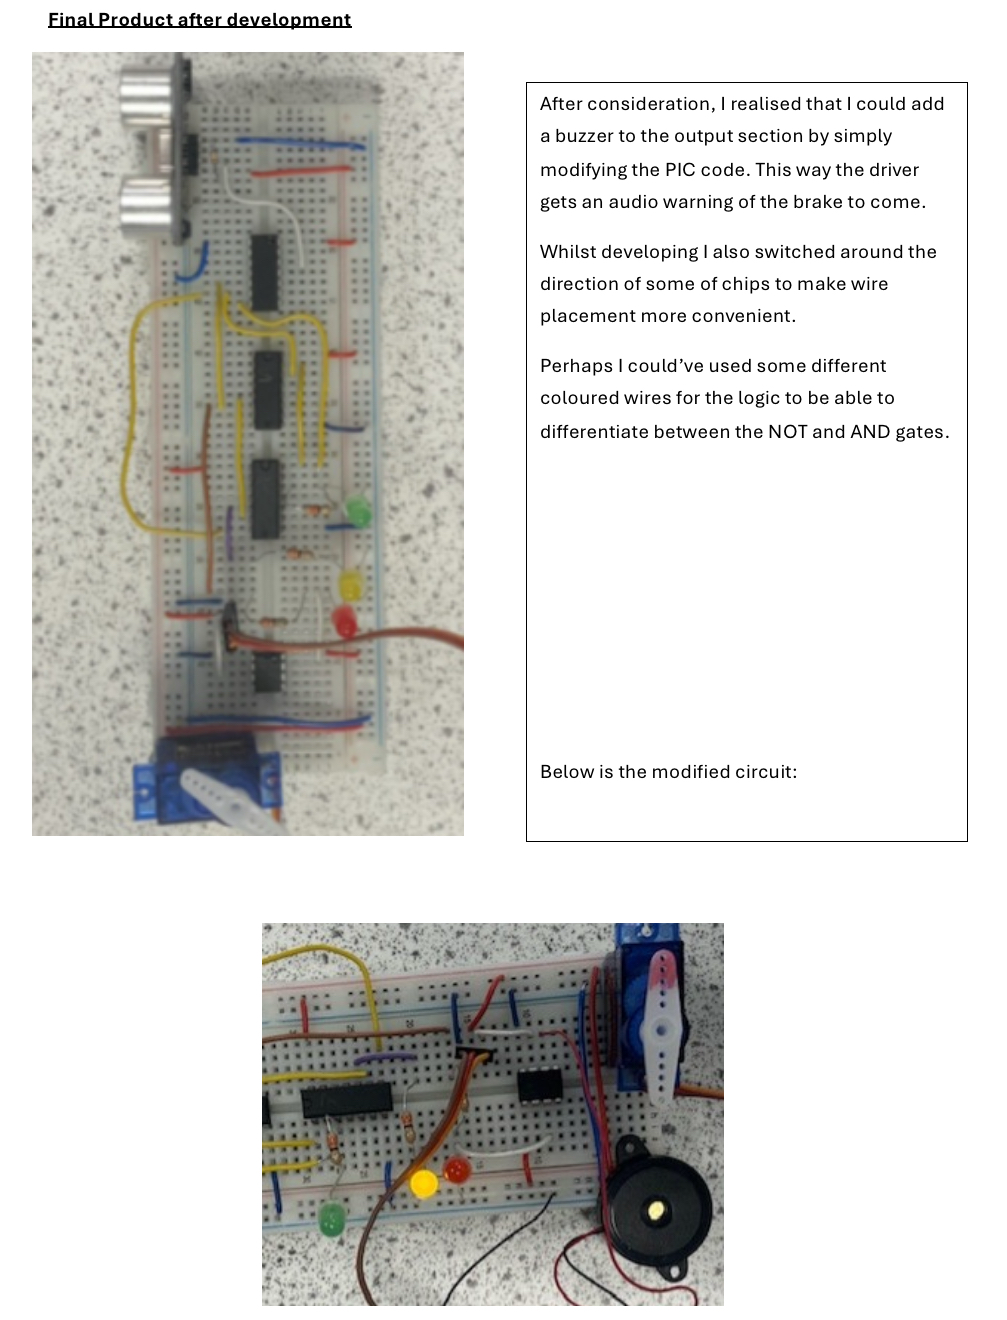 Final Product after development
After consideration, I realised that I could add
a buzzer to the output section by simply
modifying the PIC code. This way the driver
gets an audio warning of the brake to come.
Whilst developing I also switched around the
direction of some of chips to make wire
placement more convenient.
Perhaps I could’ve used some different
coloured wires for the logic to be able to
differentiate between the NOT and AND gates.
Below is the modified circuit: